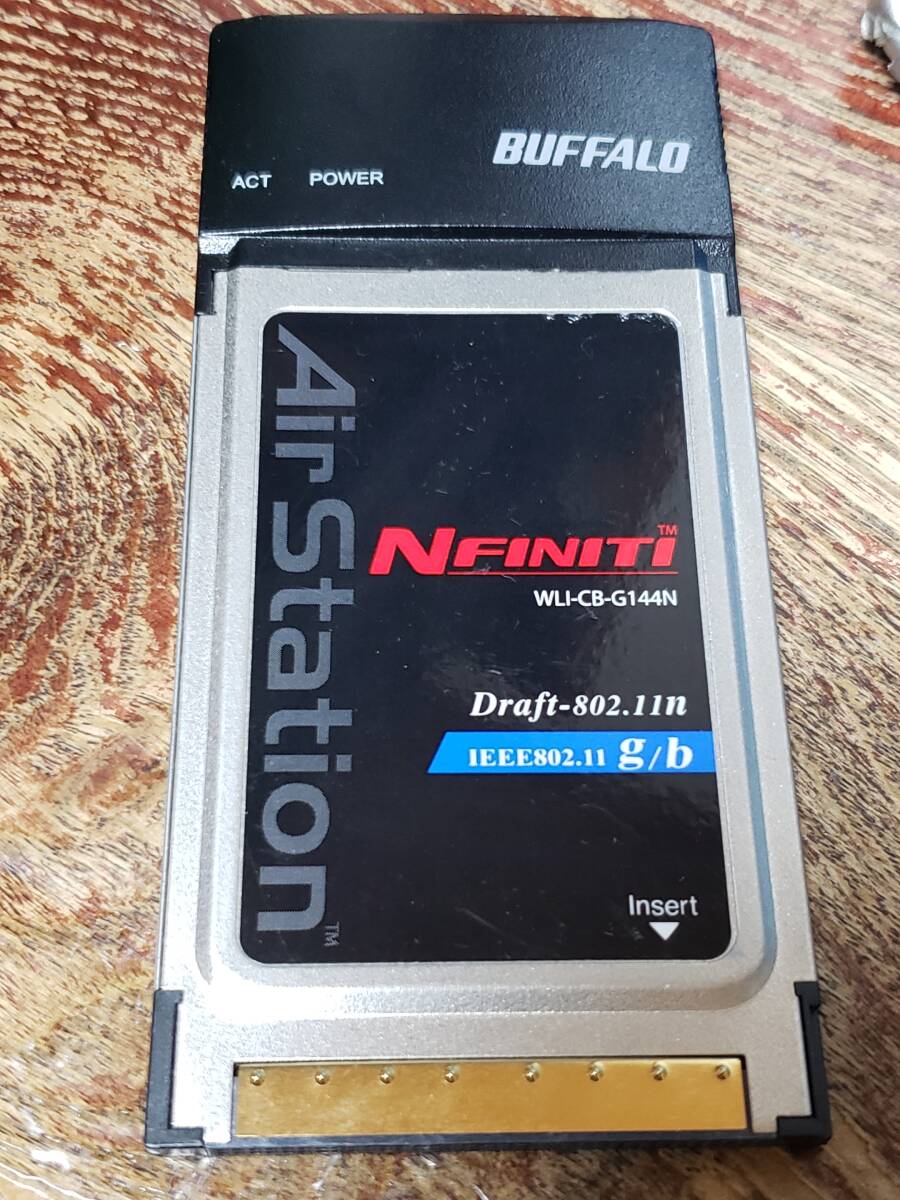 BUFFALO
ACT POWER
AirStation™
NFINITI™
WLI-CB-G144N
Draft-802.11n
IEEE802.11 g/b
Insert